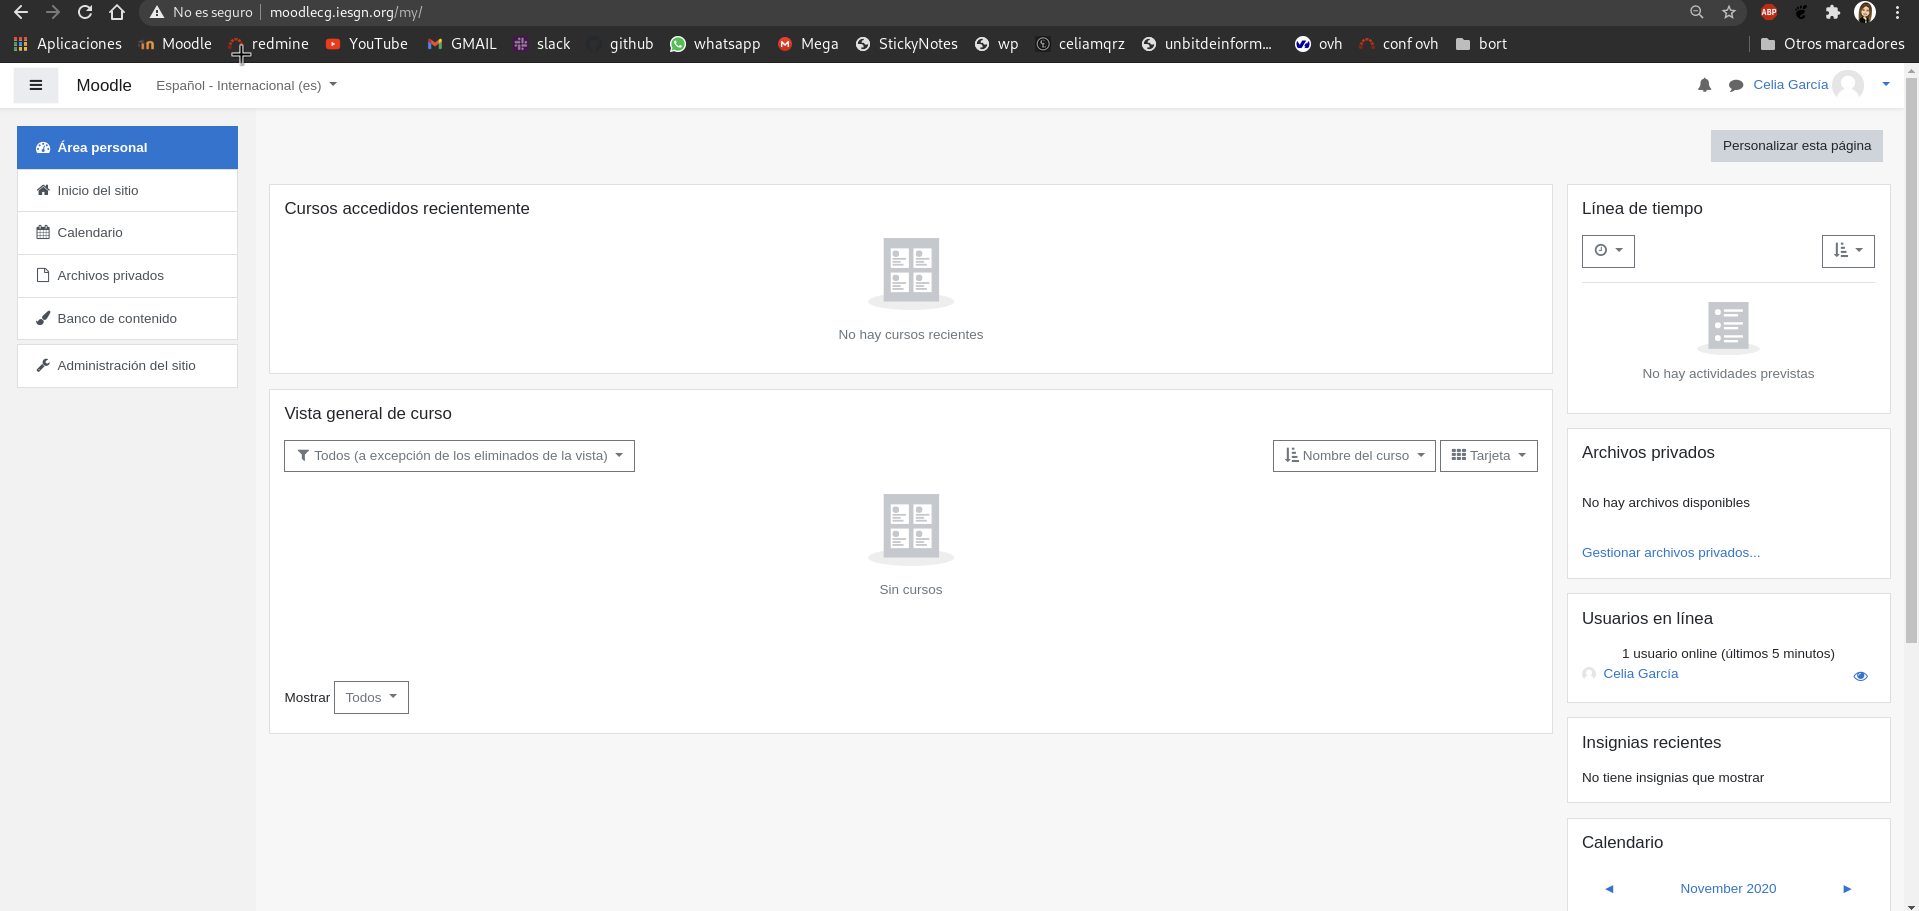 No es seguro moodlecg.iesgn.org/my/
ABP
Aplicaciones Moodle redmine YouTube GMAIL slack github whatsapp Mega StickyNotes wp celiamqrz unbitdeinform... ovh conf ovh bort Otros marcadores
Moodle Español - Internacional (es) Celia García
Área personal
Inicio del sitio
Calendario
Archivos privados
Banco de contenido
Administración del sitio
Personalizar esta página
Cursos accedidos recientemente
No hay cursos recientes
Vista general de curso
Todos (a excepción de los eliminados de la vista) Nombre del curso Tarjeta
Sin cursos
Mostrar Todos
Línea de tiempo
No hay actividades previstas
Archivos privados
No hay archivos disponibles
Gestionar archivos privados...
Usuarios en línea
1 usuario online (últimos 5 minutos)
Celia García
Insignias recientes
No tiene insignias que mostrar
Calendario
◄ November 2020 ►